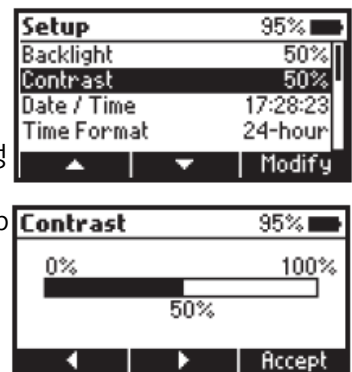 Setup 95%
Backlight 50%
Contrast 50%
Date / Time 17:28:23
Time Format 24-hour
Modify
Contrast 95%
0% 100%
50%
Accept